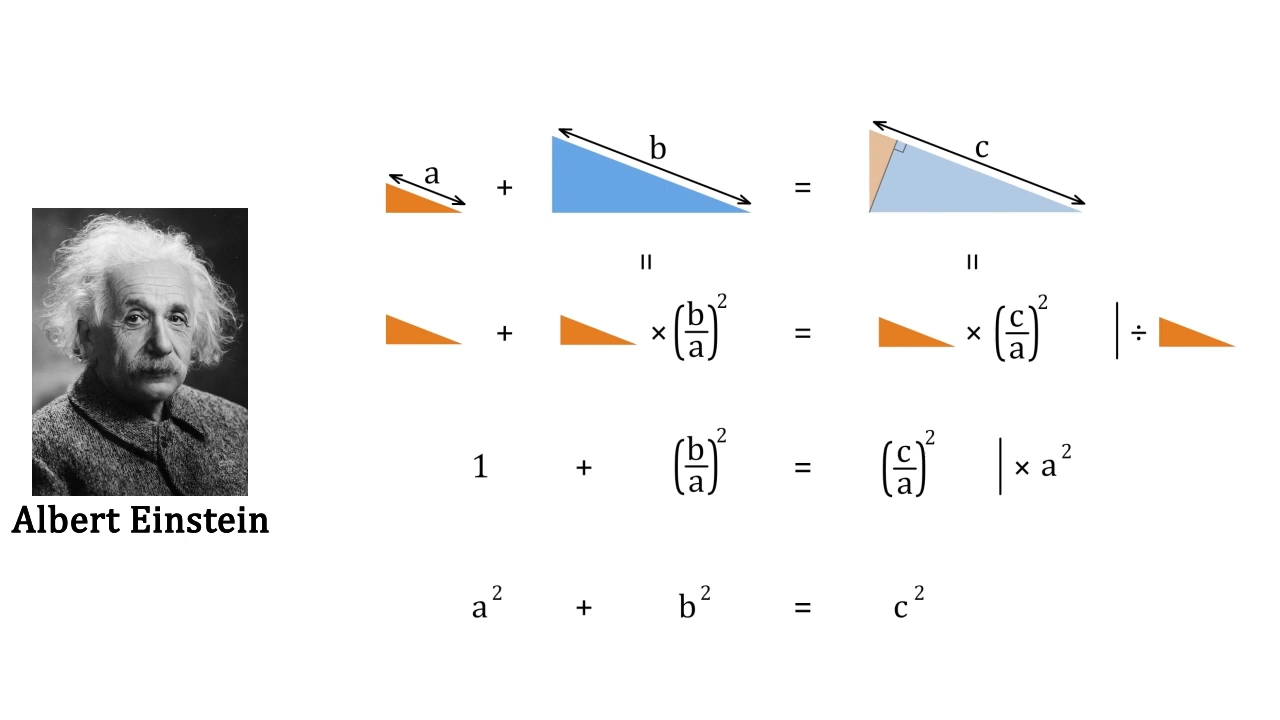 a
b
c
+ =
= =
+ × (b/a)² = × (c/a)² | ÷
1 + (b/a)² = (c/a)² | × a²
Albert Einstein
a² + b² = c²